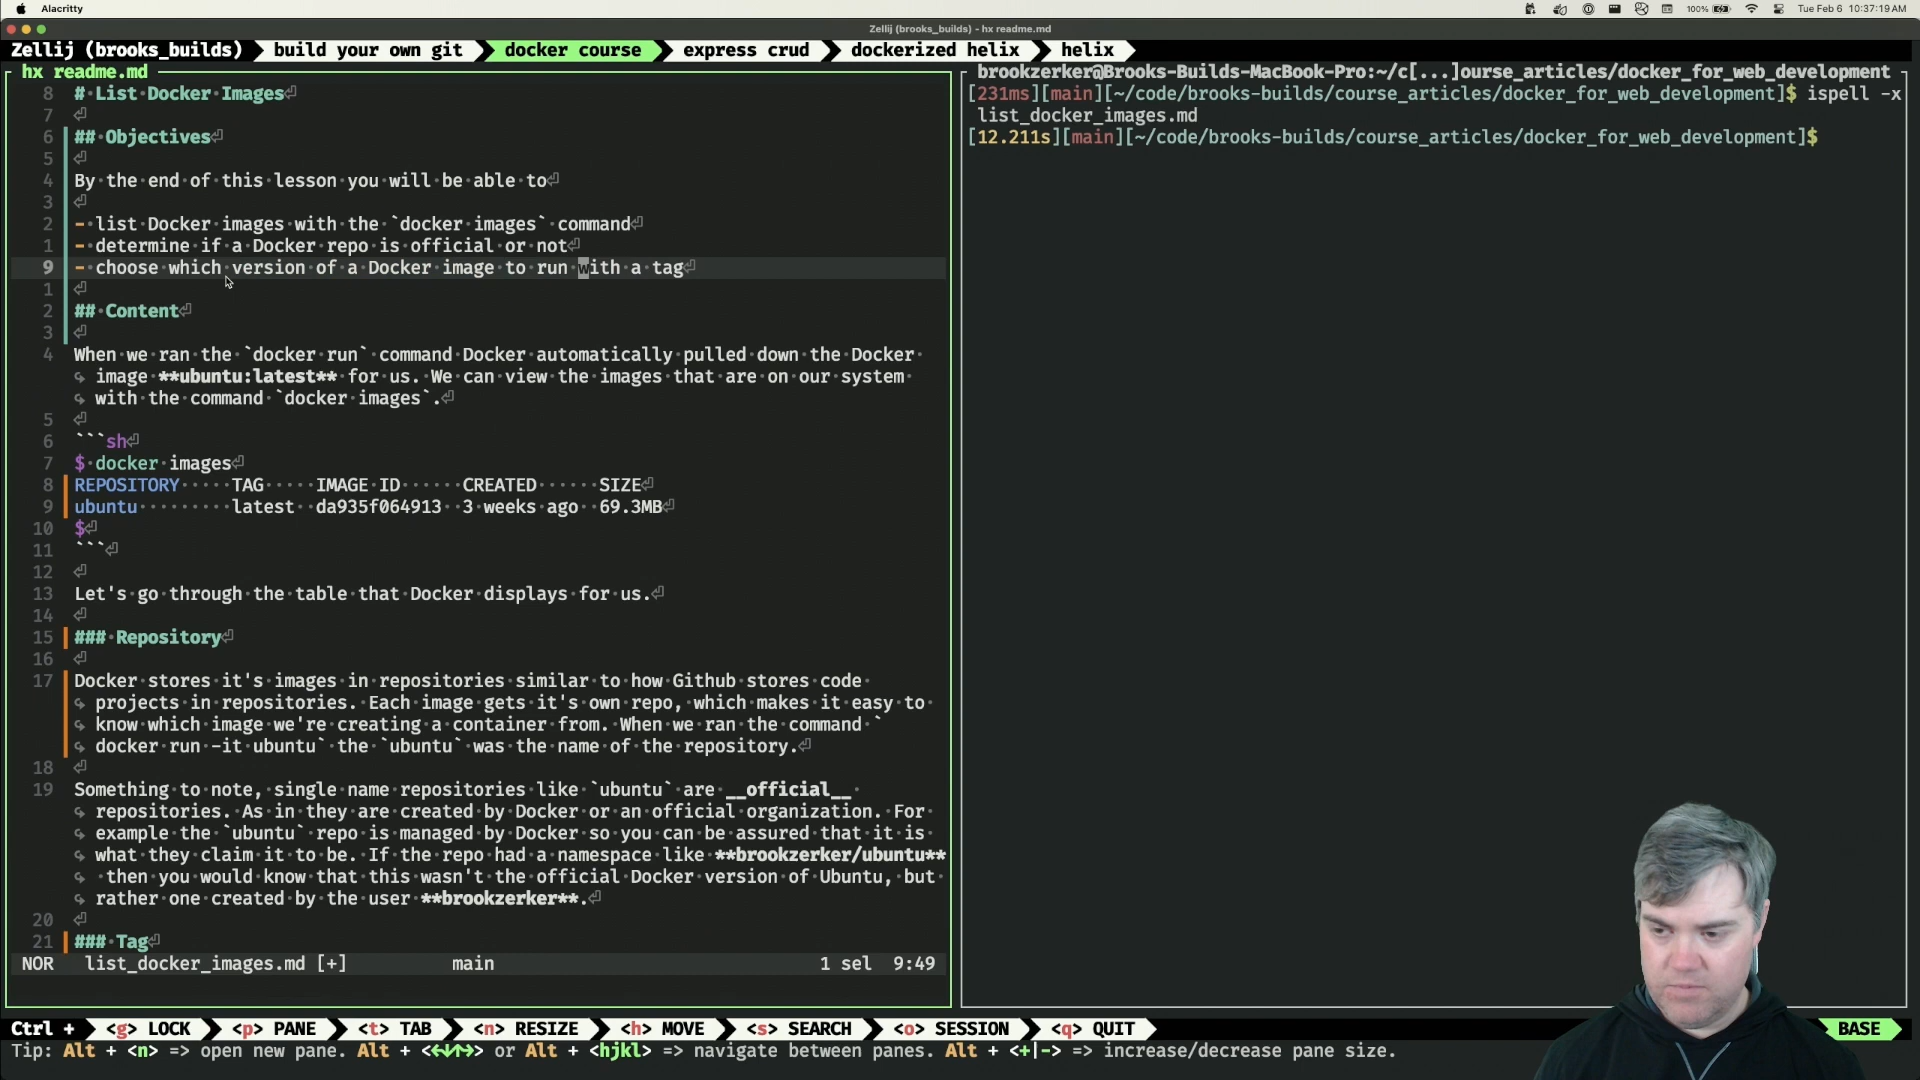 Alacritty
100%
Tue Feb 6 10:37:19 AM
Zellij (brooks_builds) - hx readme.md
Zellij (brooks_builds) build your own git docker course express crud dockerized helix helix
hx readme.md
8 # List·Docker·Images
7
6 ##·Objectives
5
4 By·the·end·of·this·lesson·you·will·be·able·to
3
2 -·list·Docker·images·with·the·`docker·images`·command
1 -·determine·if·a·Docker·repo·is·official·or·not
9 -·choose·which·version·of·a·Docker·image·to·run·with·a·tag
1
2 ##·Content
3
4 When·we·ran·the·`docker·run`·command·Docker·automatically·pulled·down·the·Docker·
image·**ubuntu:latest**·for·us.·We·can·view·the·images·that·are·on·our·system·
with·the·command·`docker·images`.
5
6 ```sh
7 $·docker·images
8 REPOSITORY·····TAG·····IMAGE·ID······CREATED······SIZE
9 ubuntu·········latest··da935f064913··3·weeks·ago··69.3MB
10 $
11 ```
12
13 Let's·go·through·the·table·that·Docker·displays·for·us.
14
15 ###·Repository
16
17 Docker·stores·it's·images·in·repositories·similar·to·how·Github·stores·code·
projects·in·repositories.·Each·image·gets·it's·own·repo,·which·makes·it·easy·to·
know·which·image·we're·creating·a·container·from.·When·we·ran·the·command·`
docker·run·-it·ubuntu`·the·`ubuntu`·was·the·name·of·the·repository.
18
19 Something·to·note,·single·name·repositories·like·`ubuntu`·are·__official__·
repositories.·As·in·they·are·created·by·Docker·or·an·official·organization.·For·
example·the·`ubuntu`·repo·is·managed·by·Docker·so·you·can·be·assured·that·it·is·
what·they·claim·it·to·be.·If·the·repo·had·a·namespace·like·**brookzerker/ubuntu**
·then·you·would·know·that·this·wasn't·the·official·Docker·version·of·Ubuntu,·but·
rather·one·created·by·the·user·**brookzerker**.
20
21 ###·Tag
NOR list_docker_images.md [+] main 1 sel 9:49
brookzerker@Brooks-Builds-MacBook-Pro:~/c[...]ourse_articles/docker_for_web_development
[231ms][main][~/code/brooks-builds/course_articles/docker_for_web_development]$ ispell -x
list_docker_images.md
[12.211s][main][~/code/brooks-builds/course_articles/docker_for_web_development]$
Ctrl + <g> LOCK <p> PANE <t> TAB <n> RESIZE <h> MOVE <s> SEARCH <o> SESSION <q> QUIT BASE
Tip: Alt + <n> => open new pane. Alt + <←↓↑→> or Alt + <hjkl> => navigate between panes. Alt + <+|-> => increase/decrease pane size.